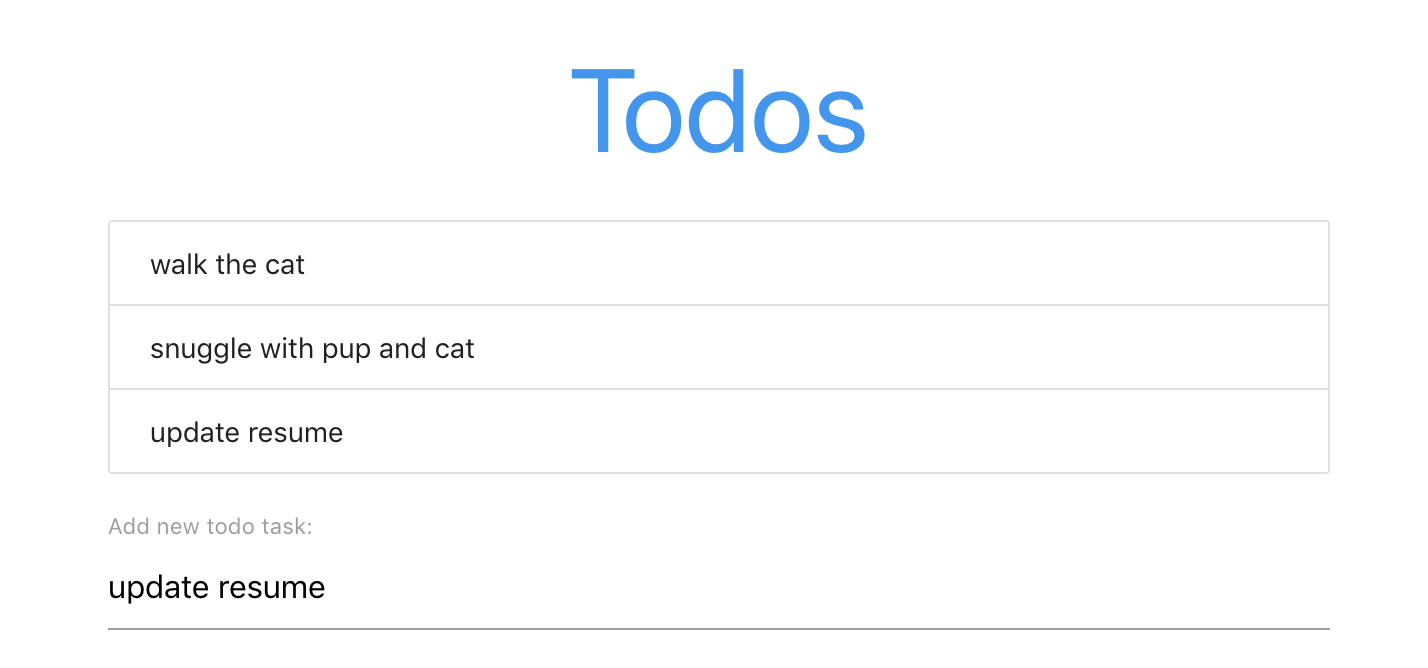 Todos
walk the cat
snuggle with pup and cat
update resume
Add new todo task:
update resume